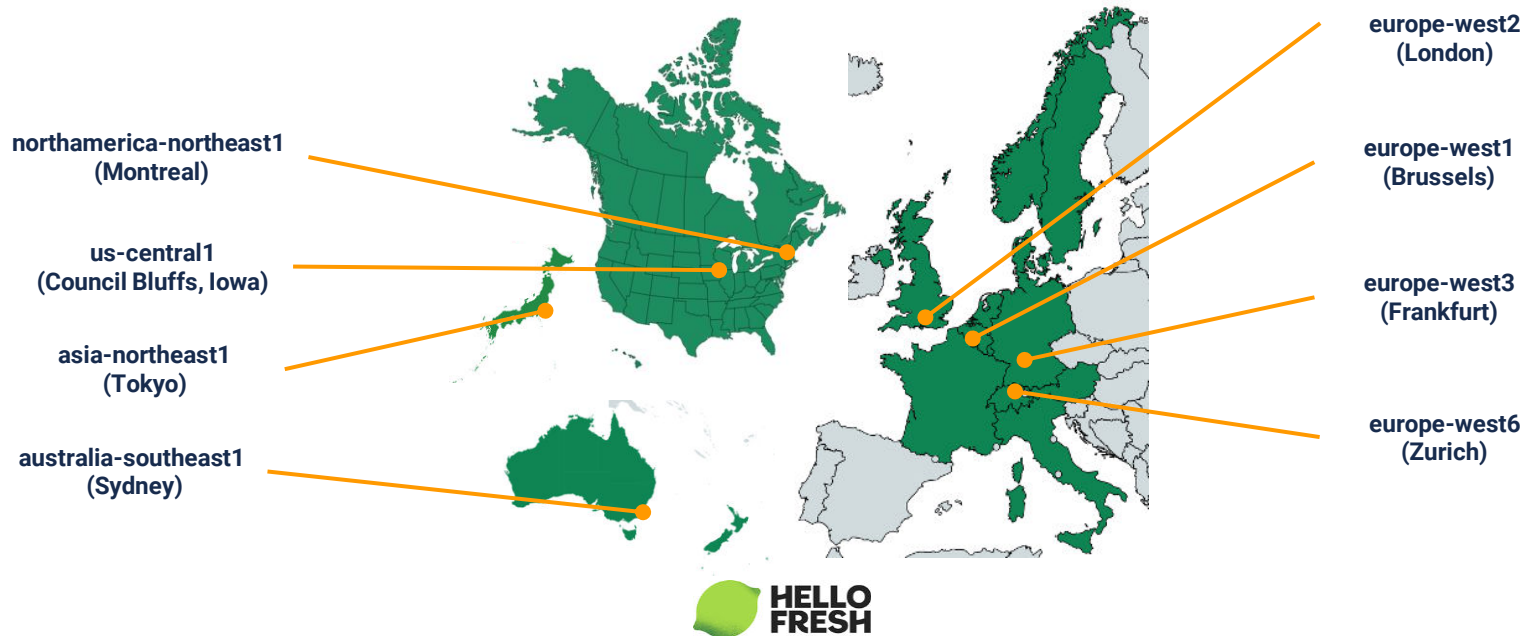 northamerica-northeast1
(Montreal)
us-central1
(Council Bluffs, Iowa)
asia-northeast1
(Tokyo)
australia-southeast1
(Sydney)
europe-west2
(London)
europe-west1
(Brussels)
europe-west3
(Frankfurt)
europe-west6
(Zurich)
HELLO
FRESH